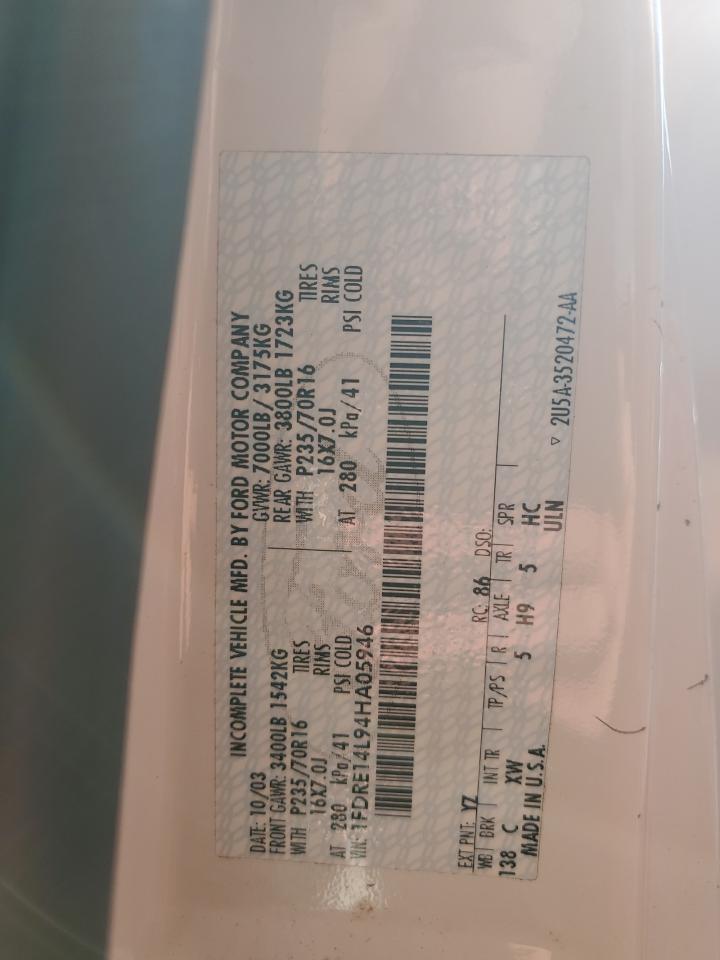 INCOMPLETE VEHICLE MFD. BY FORD MOTOR COMPANY
DATE: 10/03 GVWR: 7000LB/ 3175KG
FRONT GAWR: 3400LB 1542KG REAR GAWR: 3800LB 1723KG
WITH P235/70R16 TIRES WITH P235/70R16 TIRES
16X7.0J RIMS 16X7.0J RIMS
AT 280 kPa/41 PSI COLD AT 280 kPa/41 PSI COLD
VIN: 1FDRE14L94HA05946
EXT PNT: YZ RC: 86 DSO:
WB BRK INT TR TP/PS R AXLE TR SPR
138 C XW 5 H9 5 HC
MADE IN U.S.A. ULN
▽ 2U5A-3520472-AA